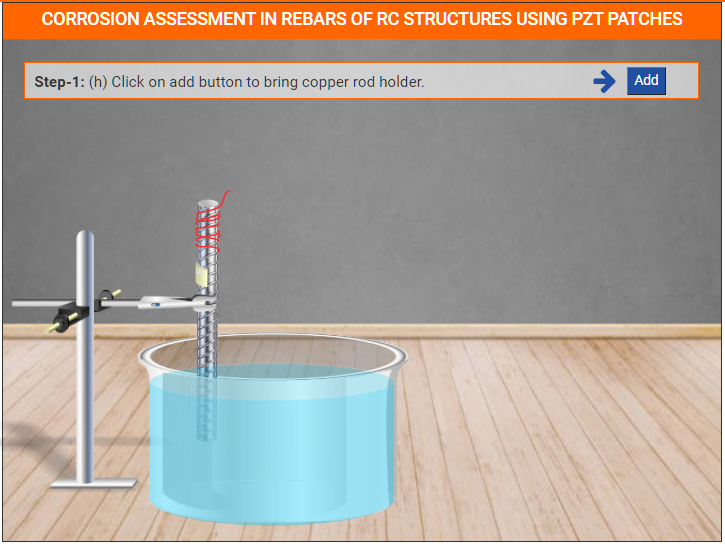 CORROSION ASSESSMENT IN REBARS OF RC STRUCTURES USING PZT PATCHES
Step-1: (h) Click on add button to bring copper rod holder.
Add